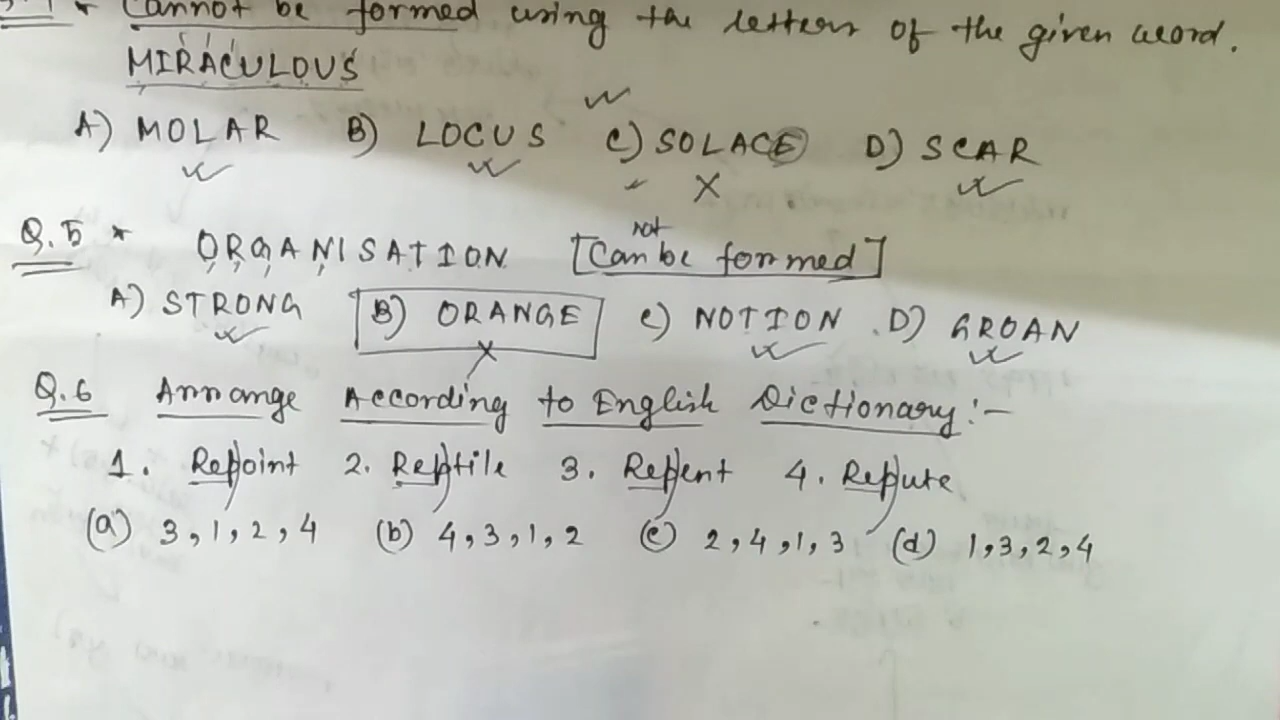 * Cannot be formed using the letters of the given word.
MIRACULOUS
A) MOLAR B) LOCUS C) SOLACE D) SCAR
Q.5 * ORGANISATION [Can not be formed]
A) STRONG B) ORANGE C) NOTION D) GROAN
Q.6 Arrange According to English Dictionary:-
1. Repoint 2. Reptile 3. Repent 4. Repute
(a) 3,1,2,4 (b) 4,3,1,2 (c) 2,4,1,3 (d) 1,3,2,4